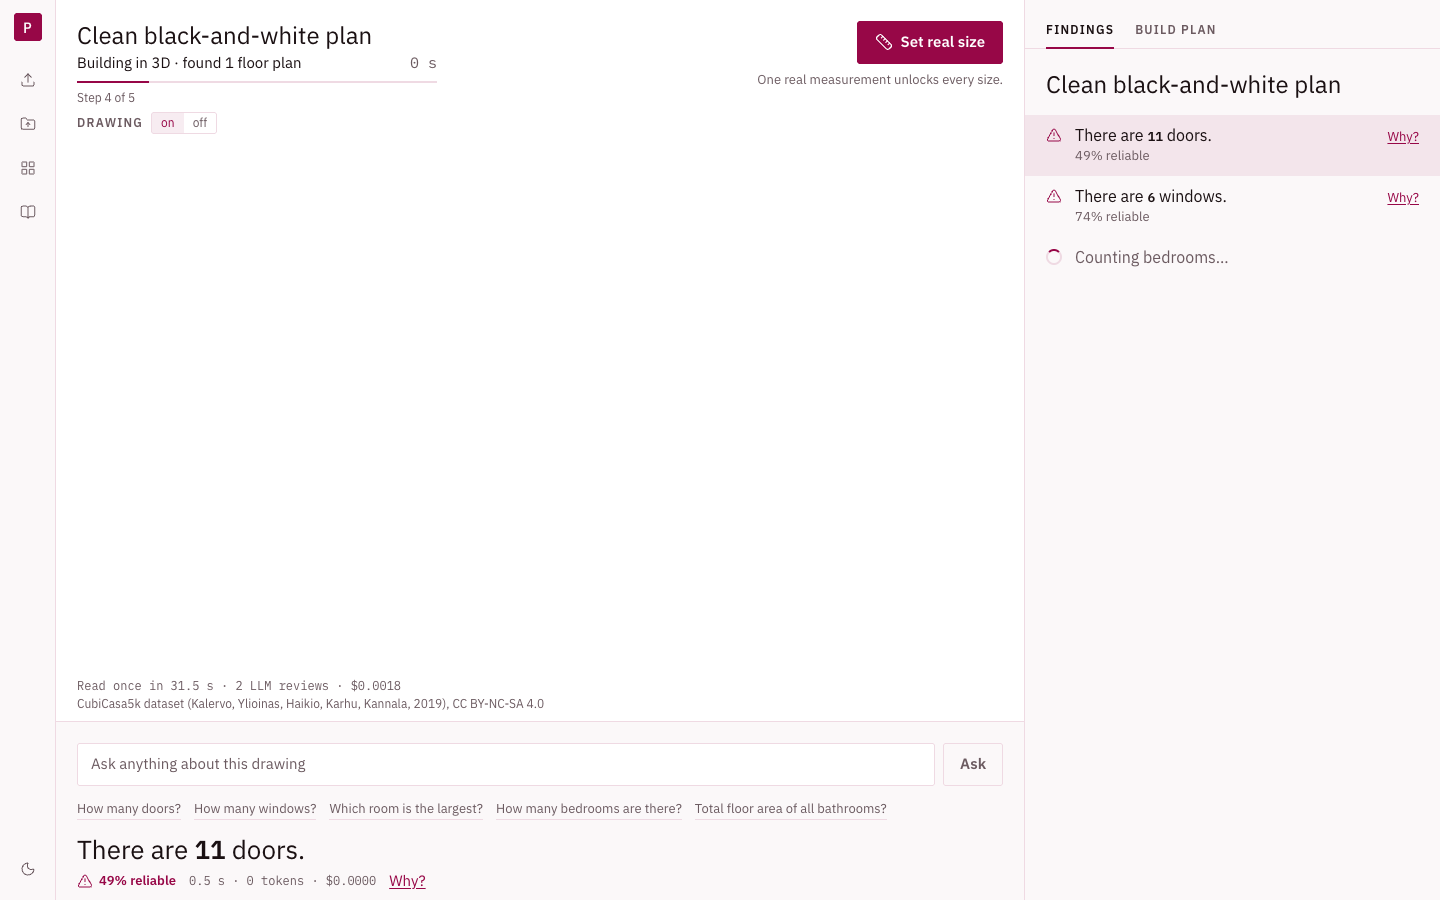 P
Clean black-and-white plan
Building in 3D · found 1 floor plan
0 s
Step 4 of 5
DRAWING
on
off
Set real size
One real measurement unlocks every size.
Read once in 31.5 s · 2 LLM reviews · $0.0018
CubiCasa5k dataset (Kalervo, Ylioinas, Haikio, Karhu, Kannala, 2019), CC BY-NC-SA 4.0
Ask anything about this drawing
Ask
How many doors?
How many windows?
Which room is the largest?
How many bedrooms are there?
Total floor area of all bathrooms?
There are 11 doors.
49% reliable
0.5 s · 0 tokens · $0.0000
Why?
FINDINGS
BUILD PLAN
Clean black-and-white plan
There are 11 doors.
Why?
49% reliable
There are 6 windows.
Why?
74% reliable
Counting bedrooms...